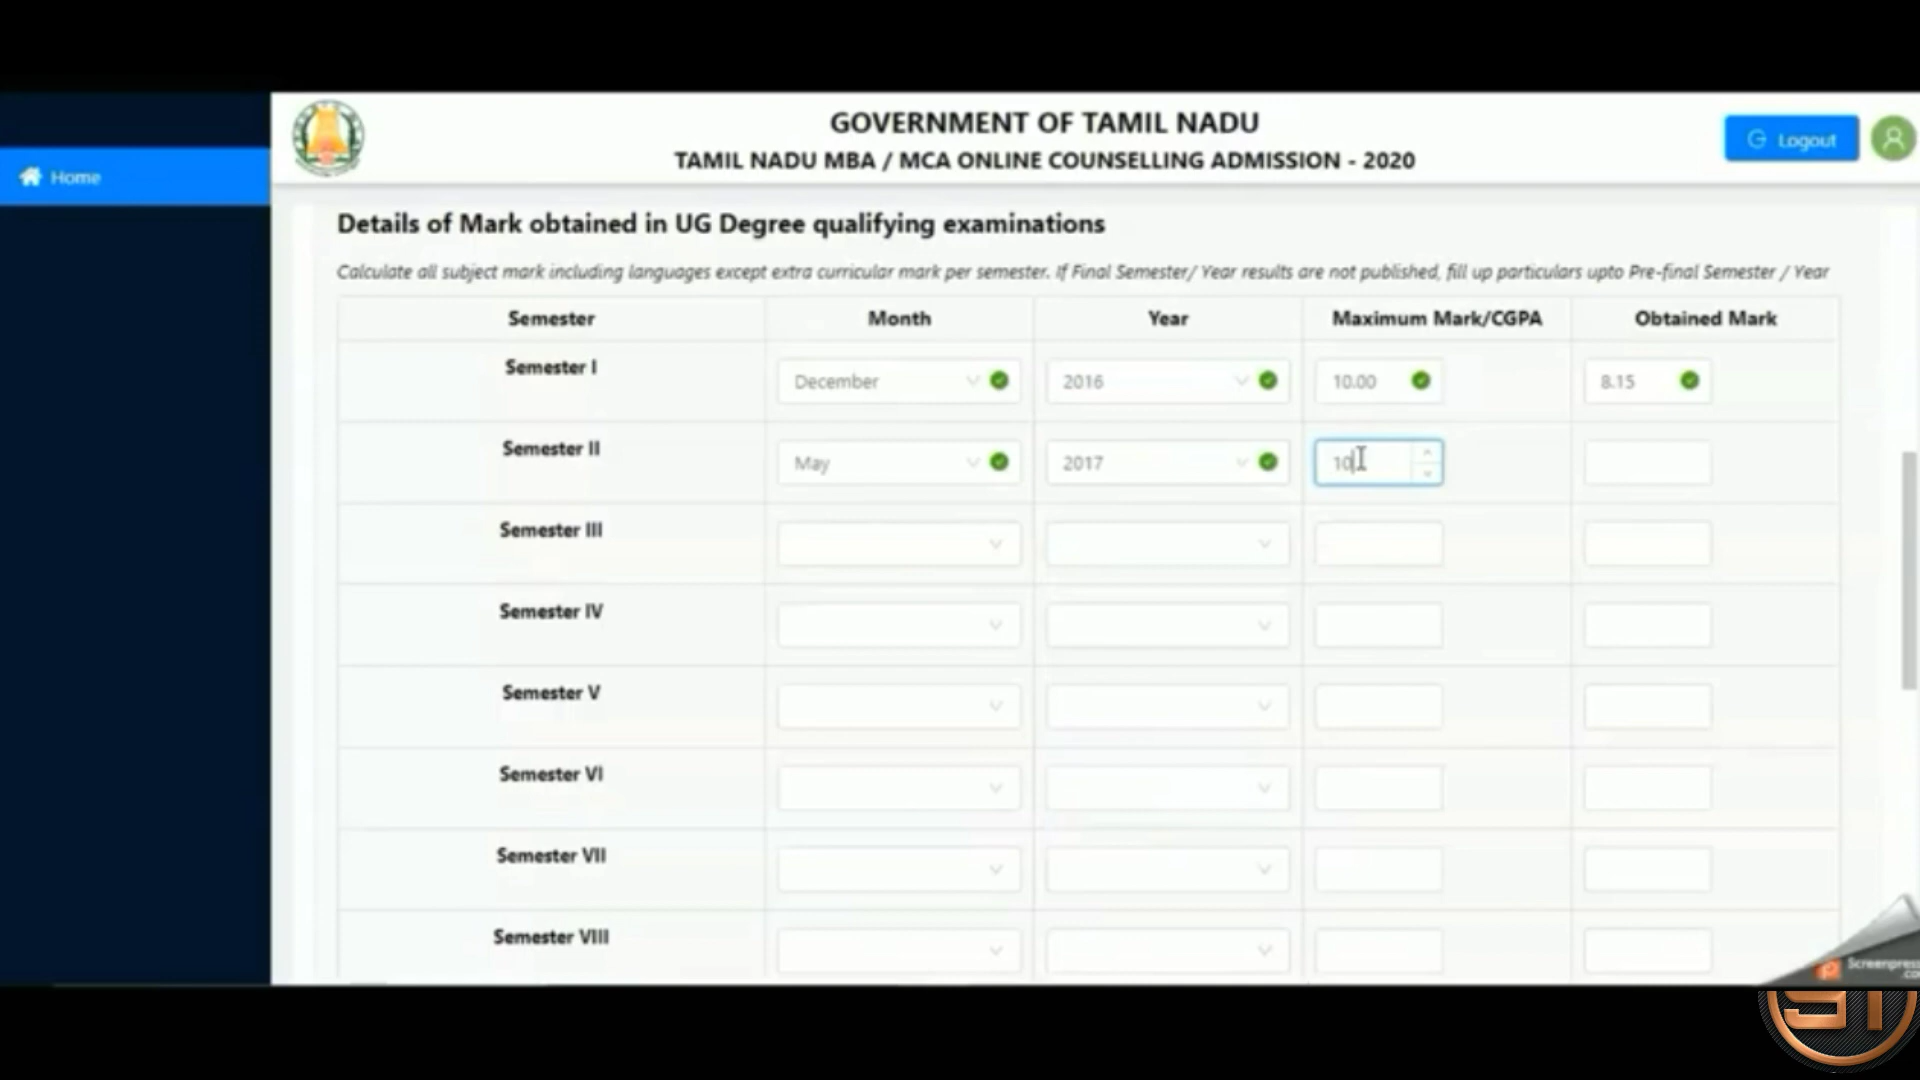 GOVERNMENT OF TAMIL NADU
TAMIL NADU MBA / MCA ONLINE COUNSELLING ADMISSION - 2020
Logout
Home
Details of Mark obtained in UG Degree qualifying examinations
Calculate all subject mark including languages except extra curricular mark per semester. If Final Semester/ Year results are not published, fill up particulars upto Pre-final Semester / Year
Semester Month Year Maximum Mark/CGPA Obtained Mark
Semester I December 2016 10.00 8.15
Semester II May 2017 10
Semester III
Semester IV
Semester V
Semester VI
Semester VII
Semester VIII
Screenpress
.co
ST